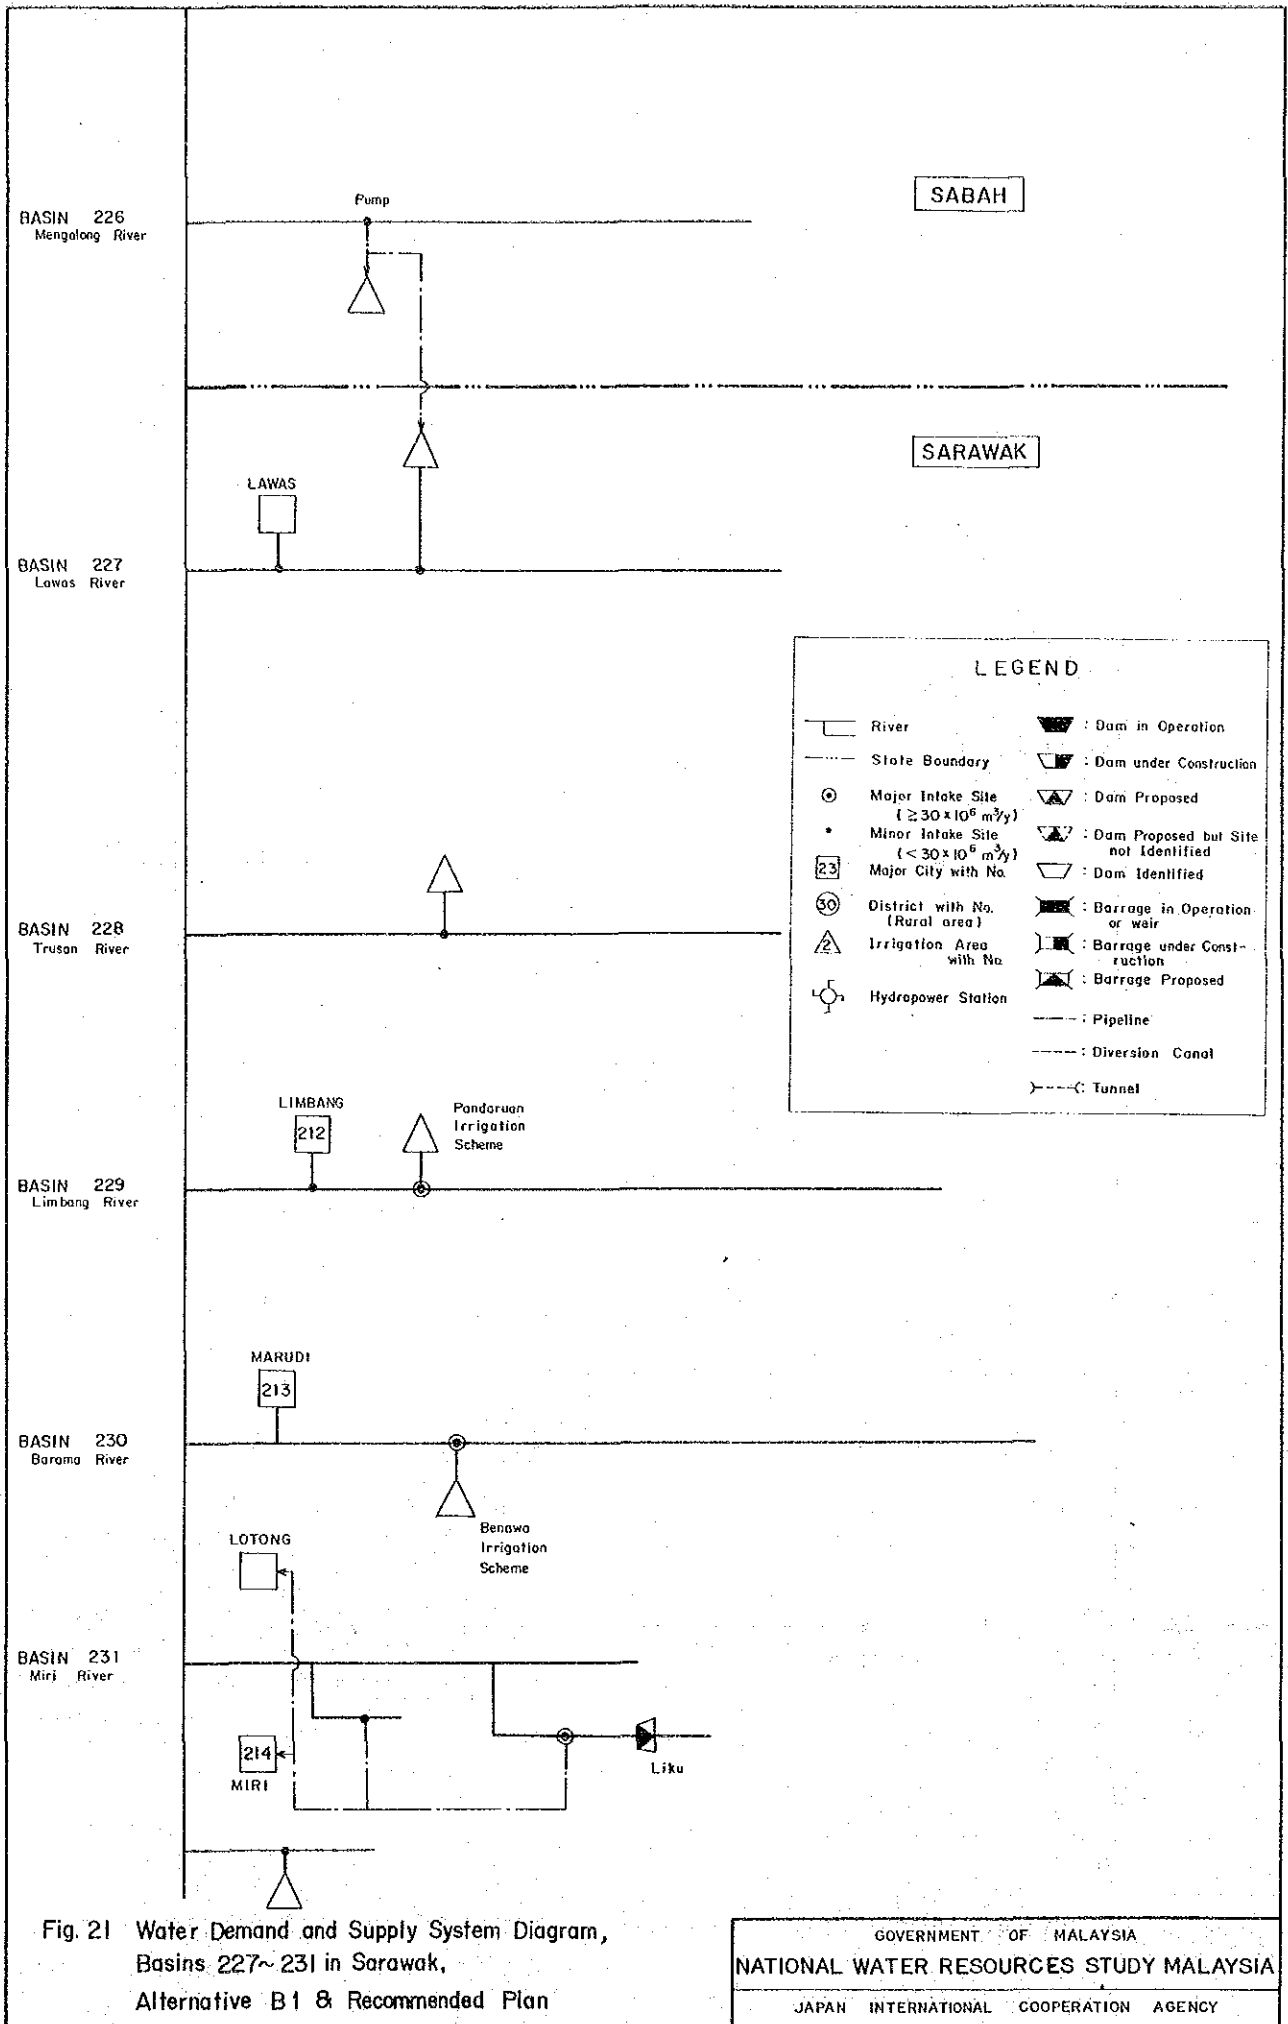 Pump
SABAH
BASIN 226
Mengalong River
SARAWAK
LAWAS
BASIN 227
Lawas River
LEGEND
River
State Boundary
Major Intake Site
(≥30x10⁶ m³/y)
Minor Intake Site
(<30x10⁶ m³/y)
23 Major City with No.
30 District with No.
(Rural area)
2 Irrigation Area
with No.
Hydropower Station
: Dam in Operation
: Dam under Construction
: Dam Proposed
: Dam Proposed but Site
not Identified
: Dam Identified
: Barrage in Operation
or weir
: Barrage under Const-
ruction
: Barrage Proposed
: Pipeline
: Diversion Canal
: Tunnel
BASIN 228
Trusan River
LIMBANG
212
Pandaruan
Irrigation
Scheme
BASIN 229
Limbang River
MARUDI
213
BASIN 230
Barama River
Benawa
Irrigation
Scheme
LOTONG
BASIN 231
Miri River
214
MIRI
Liku
Fig. 21 Water Demand and Supply System Diagram,
Basins 227~231 in Sarawak,
Alternative B1 & Recommended Plan
GOVERNMENT OF MALAYSIA
NATIONAL WATER RESOURCES STUDY MALAYSIA
JAPAN INTERNATIONAL COOPERATION AGENCY